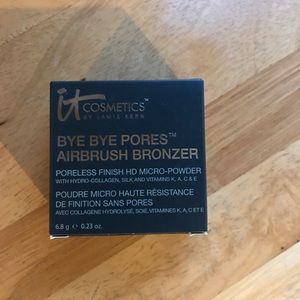 it COSMETICS™
BY JAMIE KERN
BYE BYE PORES™
AIRBRUSH BRONZER
PORELESS FINISH HD MICRO-POWDER
WITH HYDRO-COLLAGEN, SILK AND VITAMINS K, A, C & E
POUDRE MICRO HAUTE RÉSISTANCE
DE FINITION SANS PORES
AVEC COLLAGÈNE HYDROLYSÉ, SOIE, VITAMINES K, A, C ET E
6.8 g ℮ 0.23 oz.